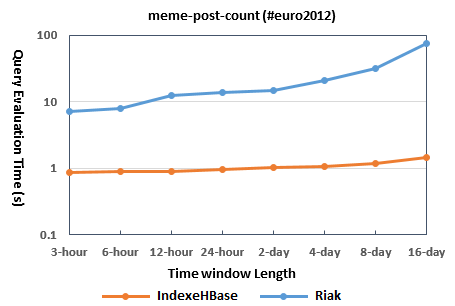 meme-post-count (#euro2012)
Query Evaluation Time (s)
100
10
1
0.1
3-hour 6-hour 12-hour 24-hour 2-day 4-day 8-day 16-day
Time window Length
IndexeHBase Riak